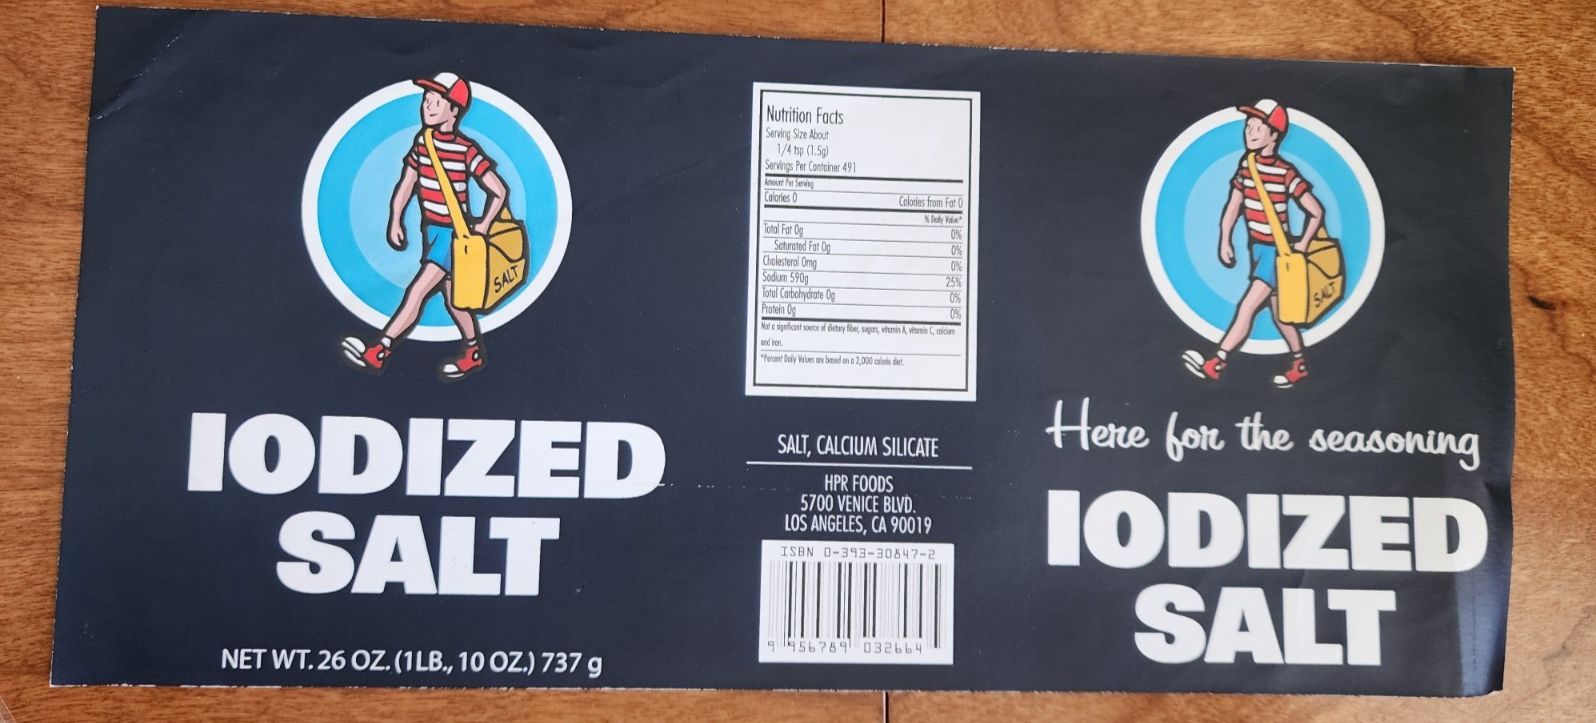 SALT
IODIZED
SALT
NET WT. 26 OZ. (1LB., 10 OZ.) 737 g
Nutrition Facts
Serving Size About
1/4 tsp (1.5g)
Servings Per Container 491
Amount Per Serving
Calories 0 Calories from Fat 0
% Daily Value*
Total Fat 0g 0%
Saturated Fat 0g 0%
Cholesterol 0mg 0%
Sodium 590g 25%
Total Carbohydrate 0g 0%
Protein 0g 0%
Not a significant source of dietary fiber, sugars, vitamin A, vitamin C, calcium
and iron.
*Percent Daily Values are based on a 2,000 calorie diet.
SALT, CALCIUM SILICATE
HPR FOODS
5700 VENICE BLVD.
LOS ANGELES, CA 90019
ISBN 0-393-30847-2
9 956789 032664
SALT
Here for the seasoning
IODIZED
SALT